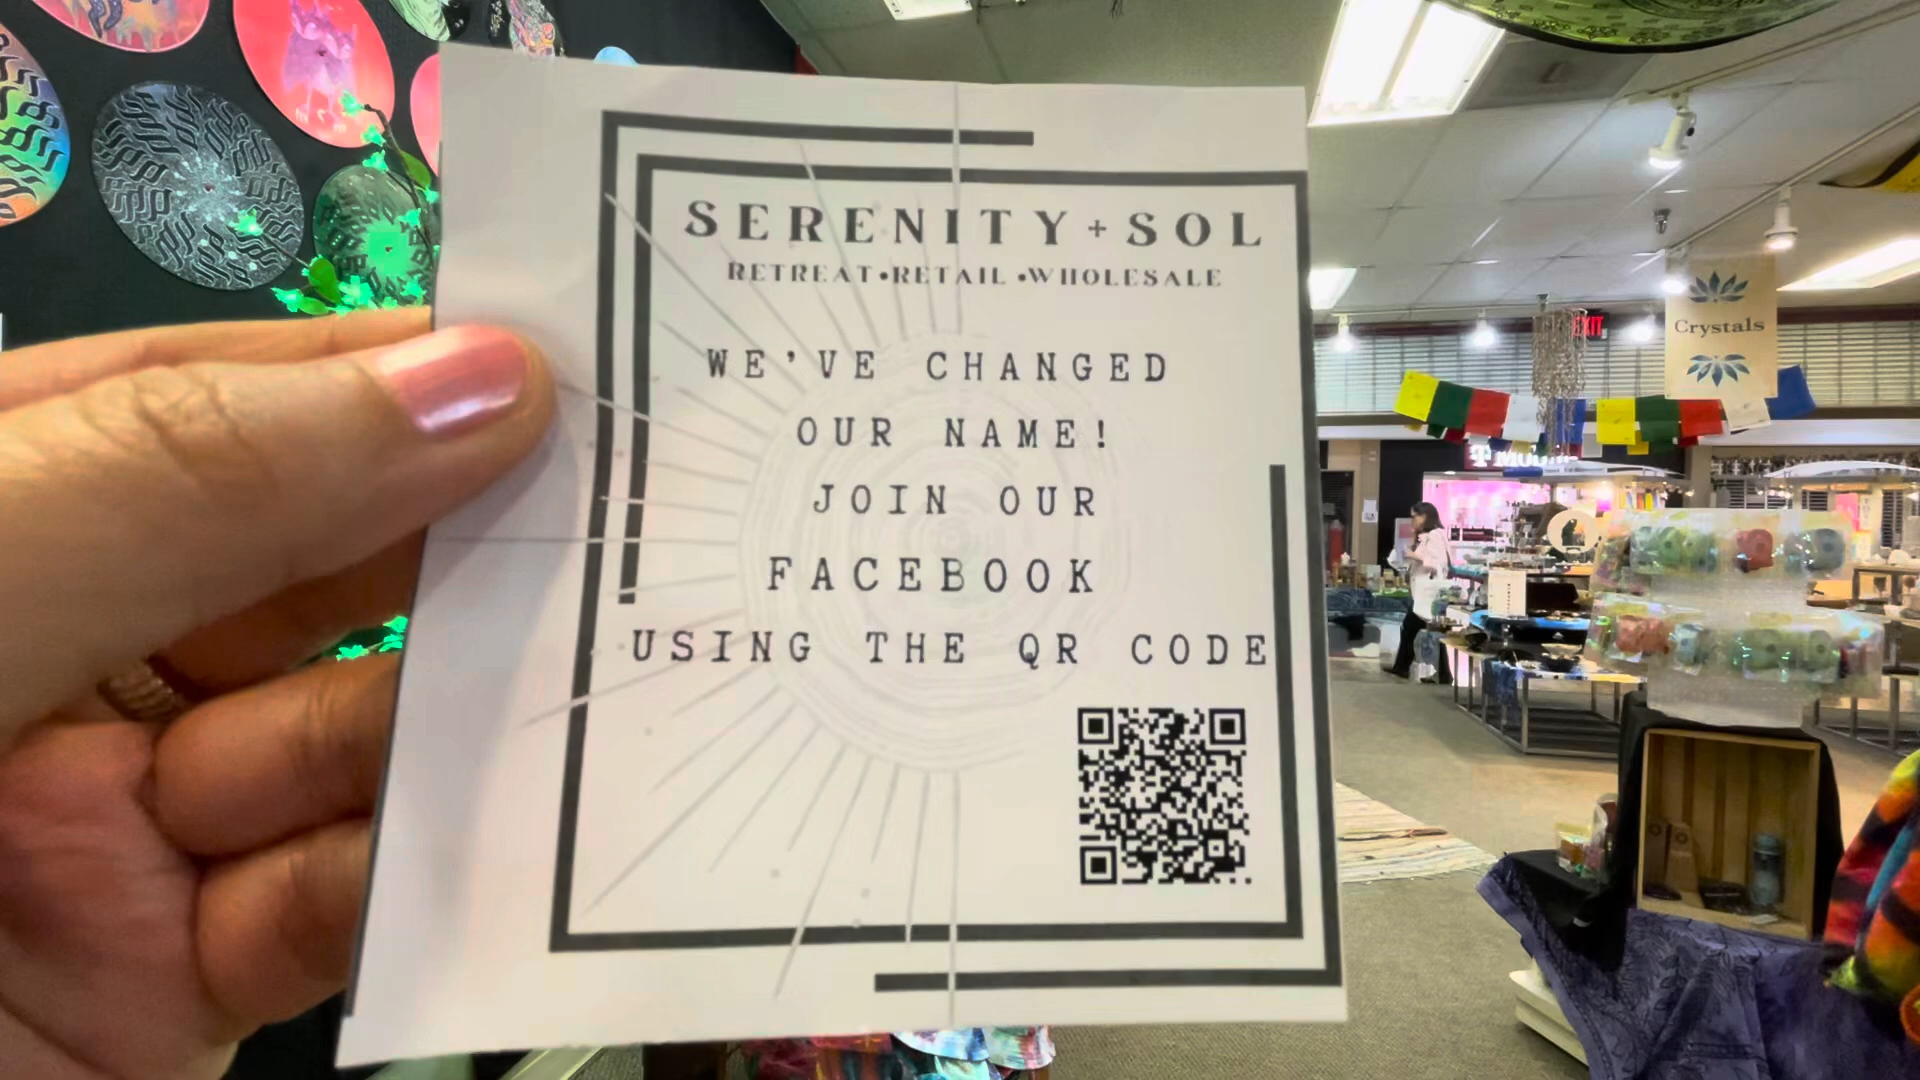 SERENITY + SOL
RETREAT•RETAIL •WHOLESALE
WE'VE CHANGED
OUR NAME!
JOIN OUR
FACEBOOK
USING THE QR CODE
EXIT
Crystals